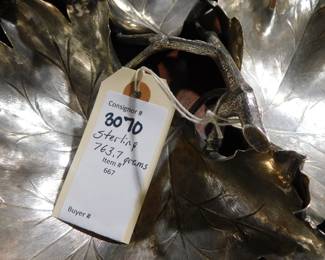 Consignor #
3070
sterling
763.7 grams
Item #
667
Buyer #